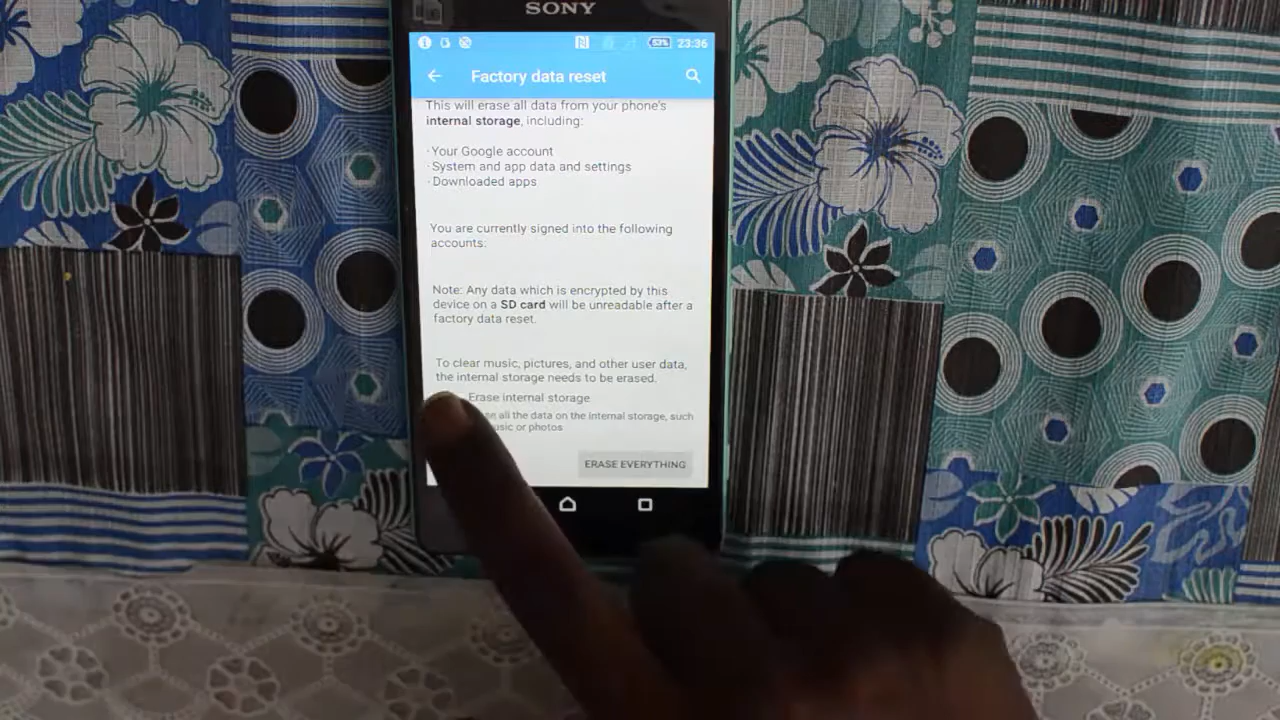 SONY
53% 23:36
Factory data reset
This will erase all data from your phone's
internal storage, including:
· Your Google account
· System and app data and settings
· Downloaded apps
You are currently signed into the following
accounts:
Note: Any data which is encrypted by this
device on a SD card will be unreadable after a
factory data reset.
To clear music, pictures, and other user data,
the internal storage needs to be erased.
Erase internal storage
all the data on the internal storage, such
or photos
ERASE EVERYTHING